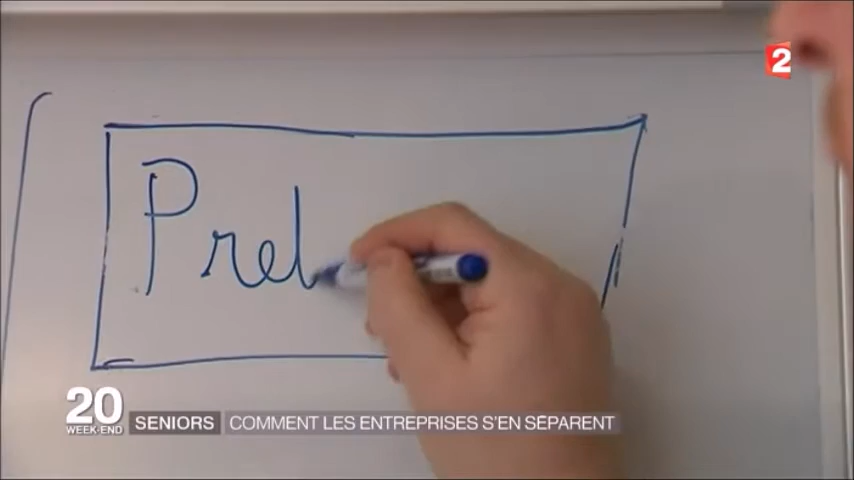 2
Prel
20
WEEK-END
SENIORS COMMENT LES ENTREPRISES S'EN SÉPARENT